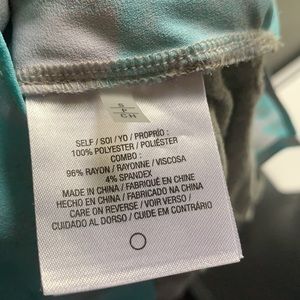 SELF / SOI / YO / PROPRIO :
100% POLYESTER / POLIÉSTER
COMBO :
96% RAYON / RAYONNE / VISCOSA
4% SPANDEX
MADE IN CHINA / FABRIQUÉ EN CHINE
HECHO EN CHINA / FABRICADO NA CHINA
CARE ON REVERSE / VOIR VERSO /
CUIDADO AL DORSO / CUIDE EM CONTRÁRIO